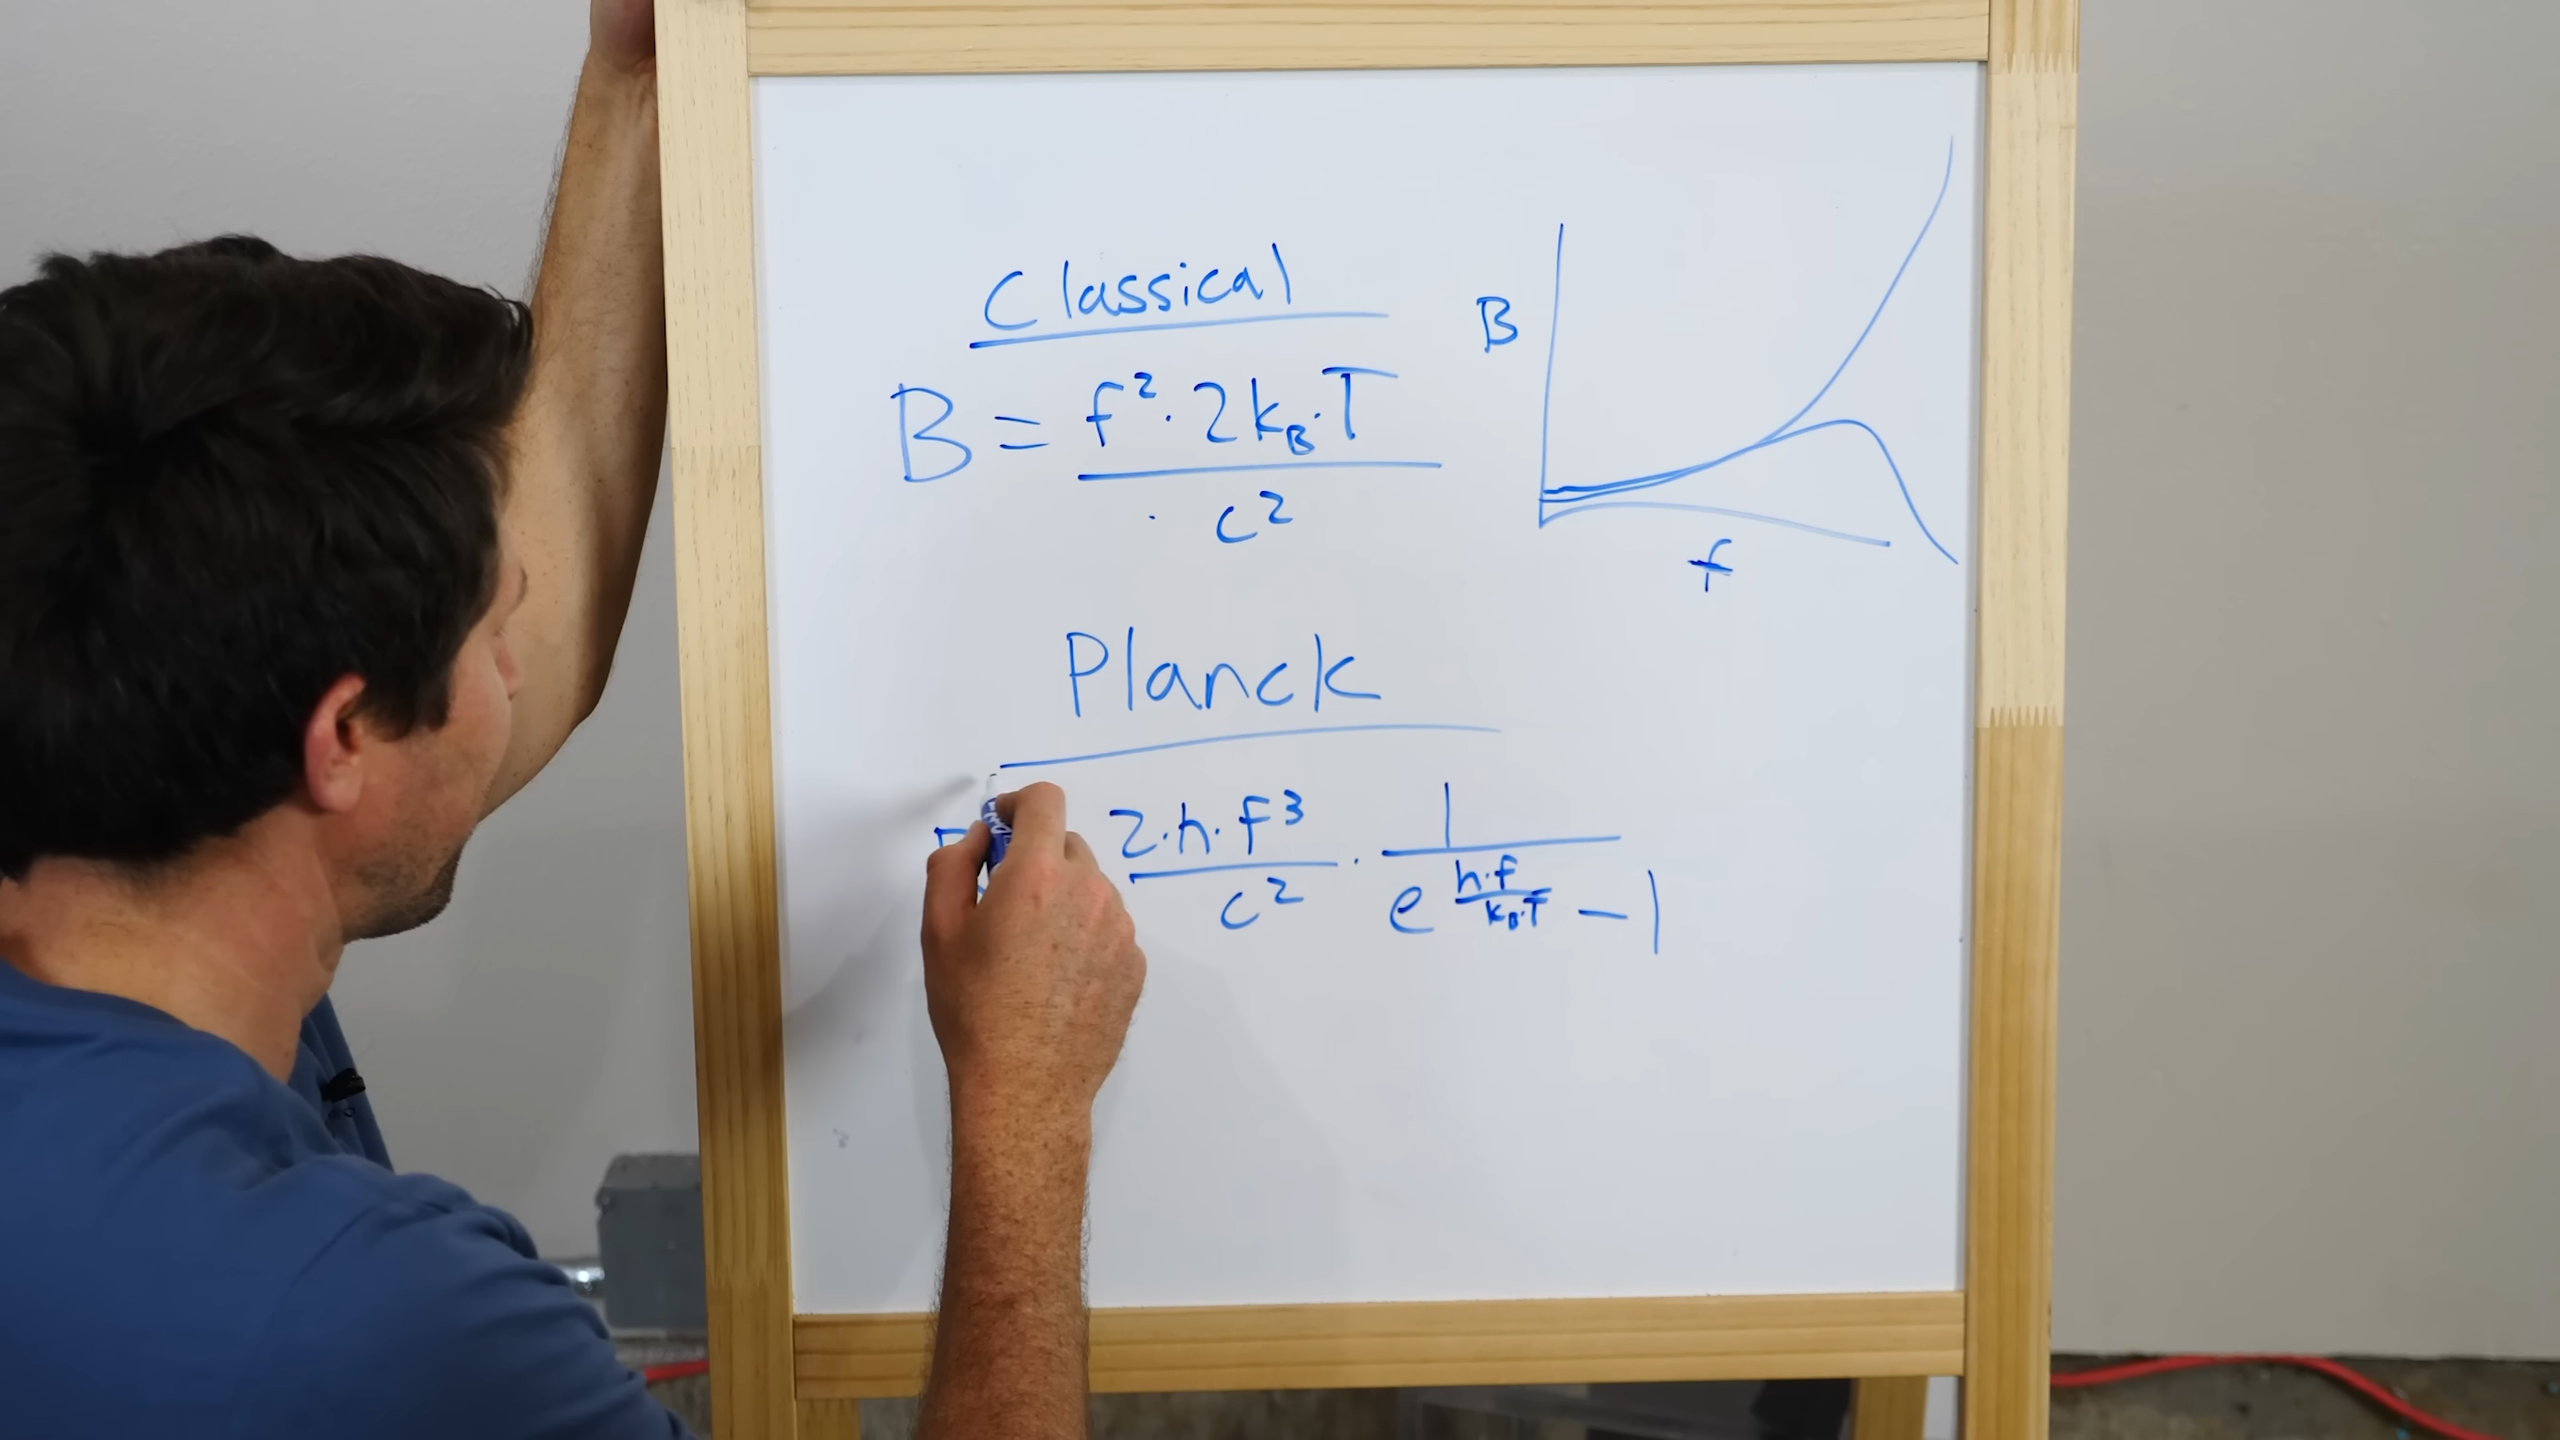 Classical
B = f²·2k_B·T
c²
B
f
Planck
2·h·f³ · 1
c² e^(h·f/k_B·T) – 1